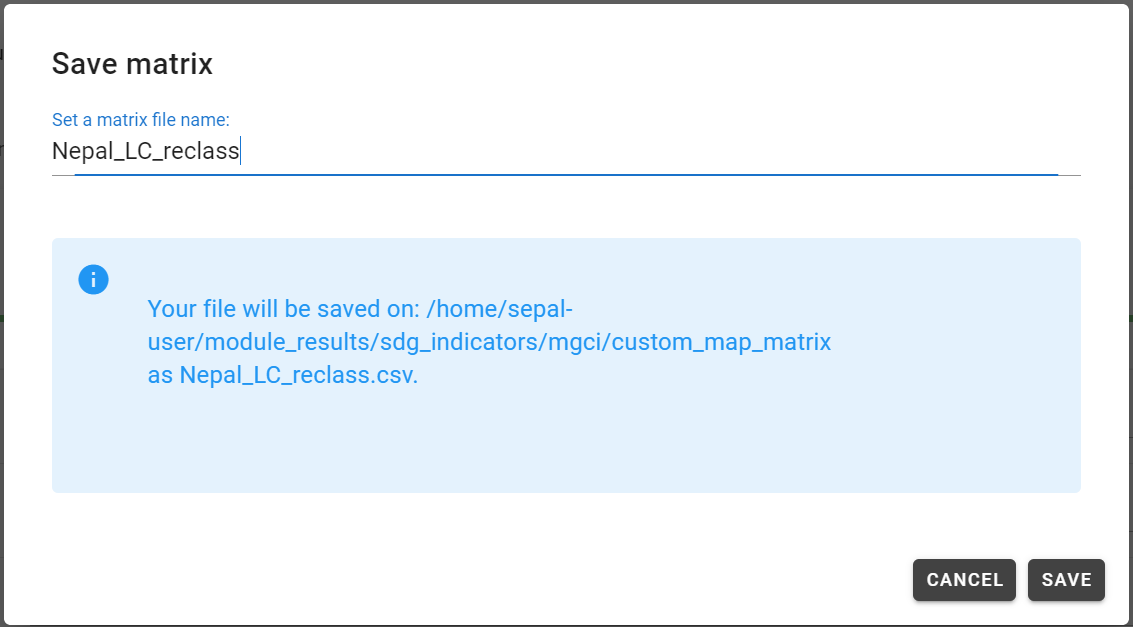 Save matrix
Set a matrix file name:
Nepal_LC_reclass
Your file will be saved on: /home/sepal-
user/module_results/sdg_indicators/mgci/custom_map_matrix
as Nepal_LC_reclass.csv.
CANCEL SAVE